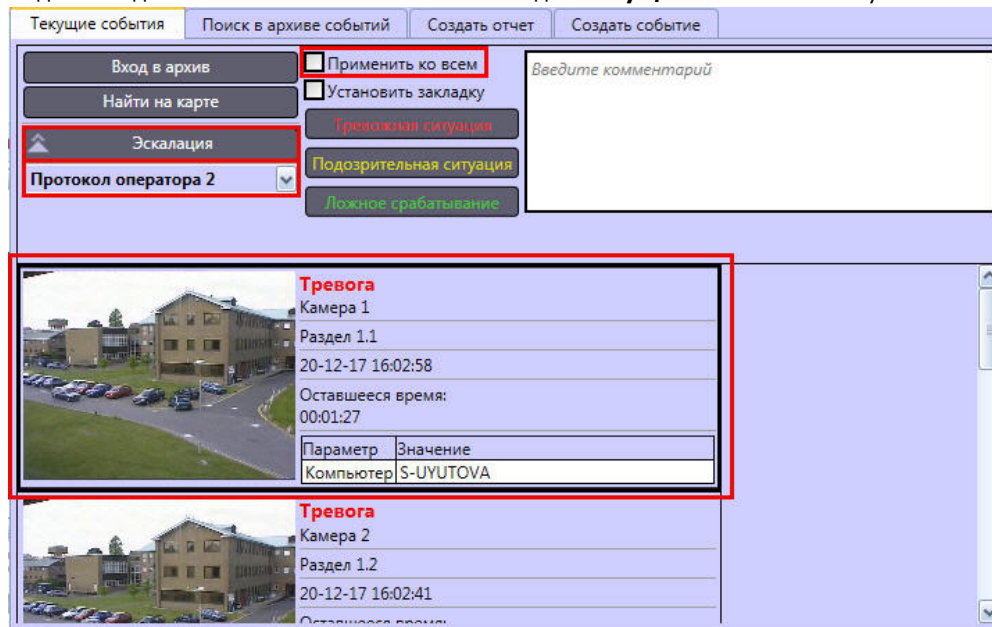 Текущие события
Поиск в архиве событий
Создать отчет
Создать событие
Вход в архив
Найти на карте
Эскалация
Протокол оператора 2
Применить ко всем
Установить закладку
Тревожная ситуация
Подозрительная ситуация
Ложное срабатывание
Введите комментарий
Тревога
Камера 1
Раздел 1.1
20-12-17 16:02:58
Оставшееся время:
00:01:27
Параметр Значение
Компьютер S-UYUTOVA
Тревога
Камера 2
Раздел 1.2
20-12-17 16:02:41
Оставшееся время: